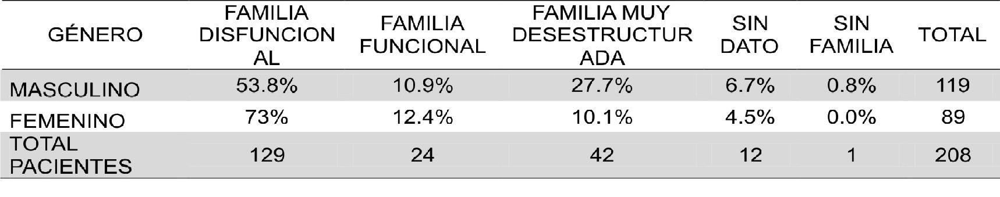 GÉNERO
FAMILIA
DISFUNCION
AL
FAMILIA
FUNCIONAL
FAMILIA MUY
DESESTRUCTUR
ADA
SIN
DATO
SIN
FAMILIA
TOTAL
MASCULINO 53.8% 10.9% 27.7% 6.7% 0.8% 119
FEMENINO 73% 12.4% 10.1% 4.5% 0.0% 89
TOTAL
PACIENTES 129 24 42 12 1 208